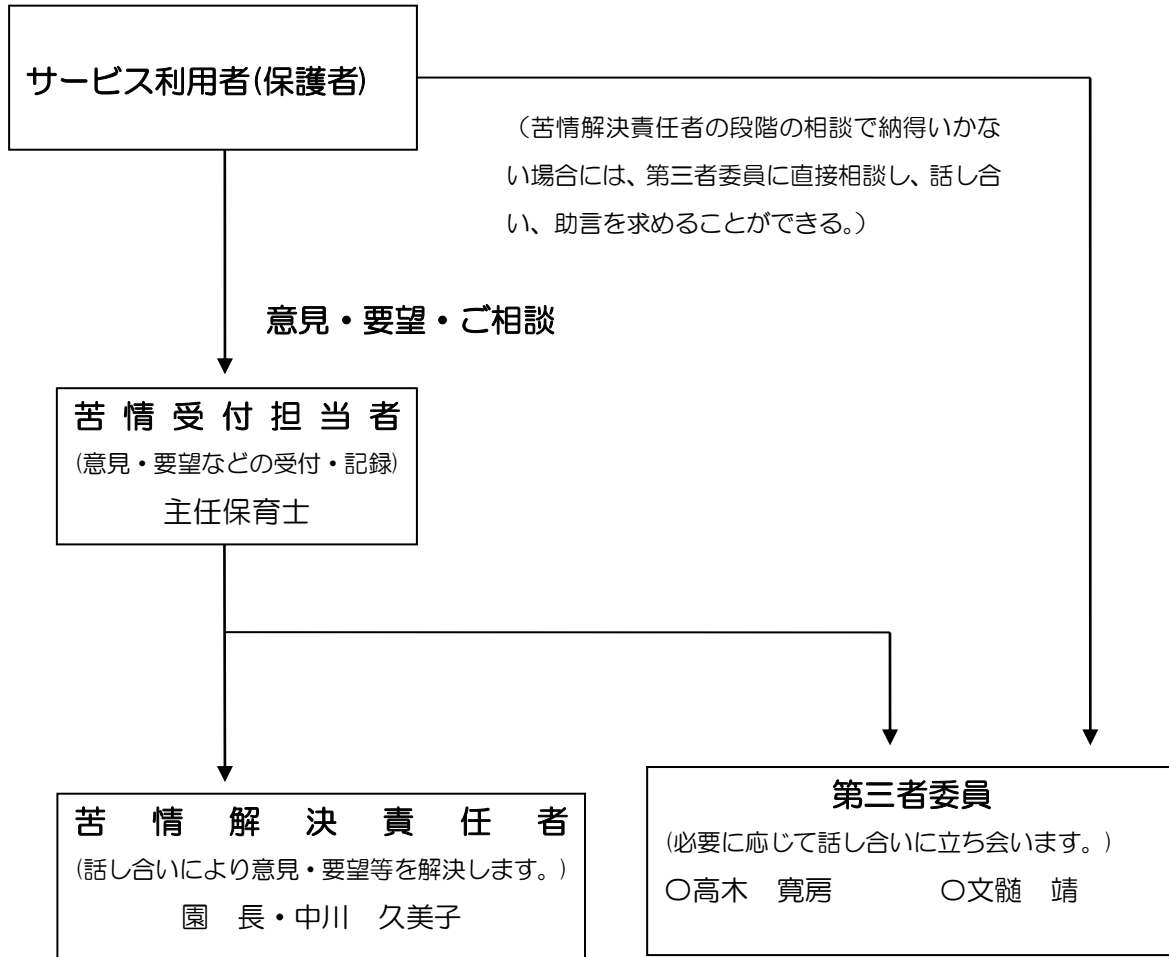 サービス利用者(保護者)
（苦情解決責任者の段階の相談で納得いかな
い場合には、第三者委員に直接相談し、話し合
い、助言を求めることができる。）
意見・要望・ご相談
苦情受付担当者
(意見・要望などの受付・記録)
主任保育士
苦情解決責任者
(話し合いにより意見・要望等を解決します。)
園　長・中川　久美子
第三者委員
(必要に応じて話し合いに立ち会います。)
〇高木　寛房　　　〇文髄　靖